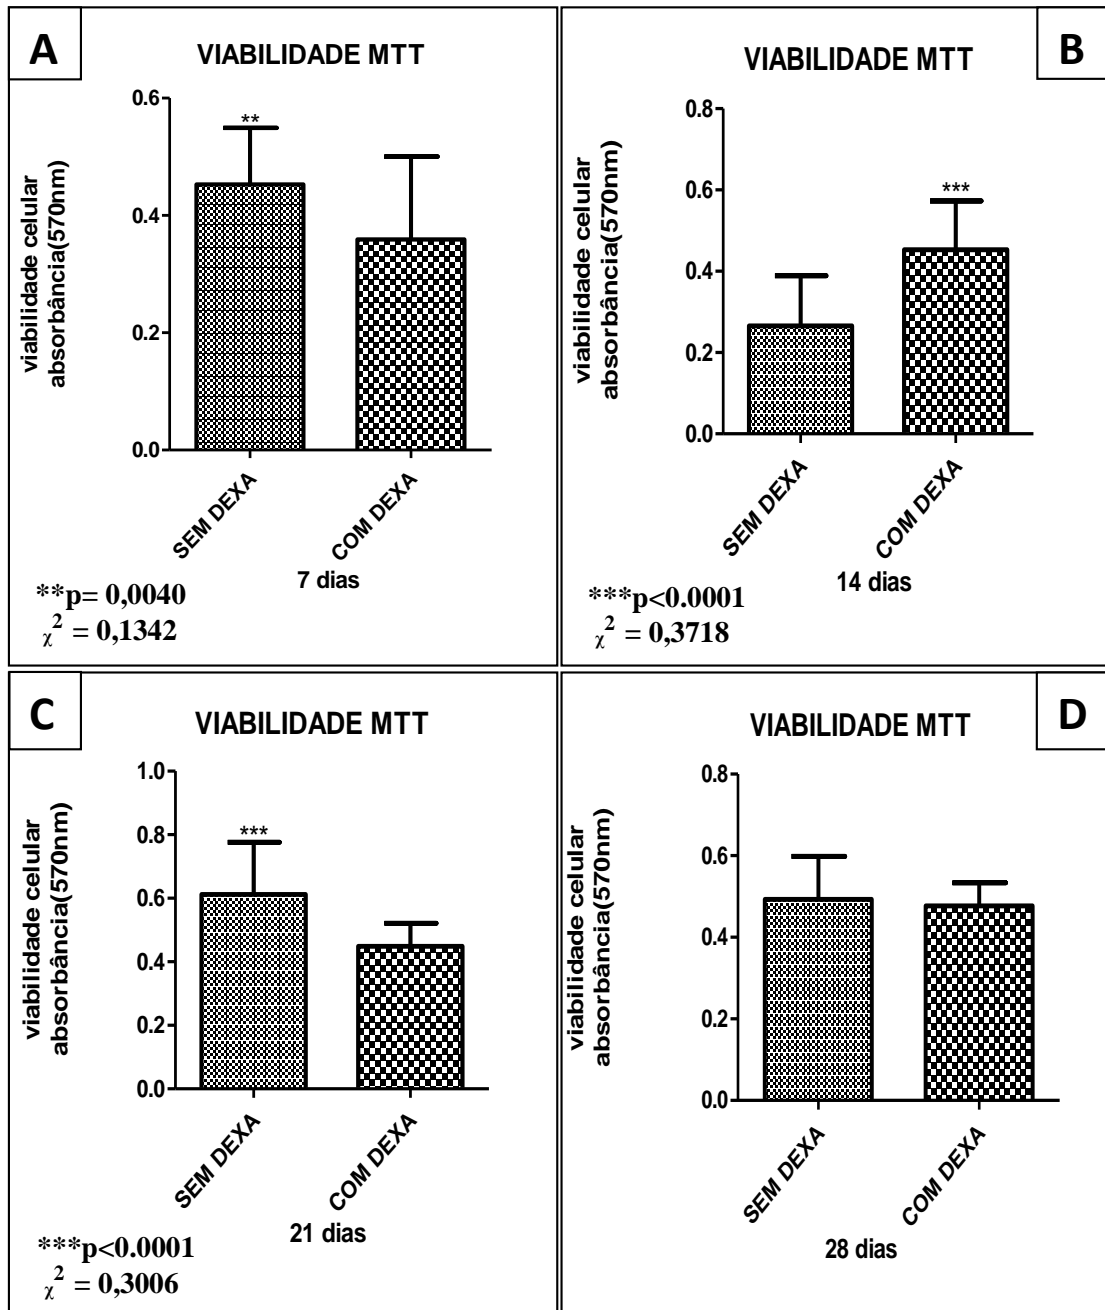 A
VIABILIDADE MTT
viabilidade celular
absorbância(570nm)
0.6
0.4
0.2
0.0
**
SEM DEXA
COM DEXA
7 dias
**p= 0,0040
χ² = 0,1342
B
VIABILIDADE MTT
viabilidade celular
absorbância(570nm)
0.8
0.6
0.4
0.2
0.0
***
SEM DEXA
COM DEXA
14 dias
***p<0.0001
χ² = 0,3718
C
VIABILIDADE MTT
viabilidade celular
absorbância(570nm)
1.0
0.8
0.6
0.4
0.2
0.0
***
SEM DEXA
COM DEXA
21 dias
***p<0.0001
χ² = 0,3006
D
VIABILIDADE MTT
viabilidade celular
absorbância(570nm)
0.8
0.6
0.4
0.2
0.0
SEM DEXA
COM DEXA
28 dias